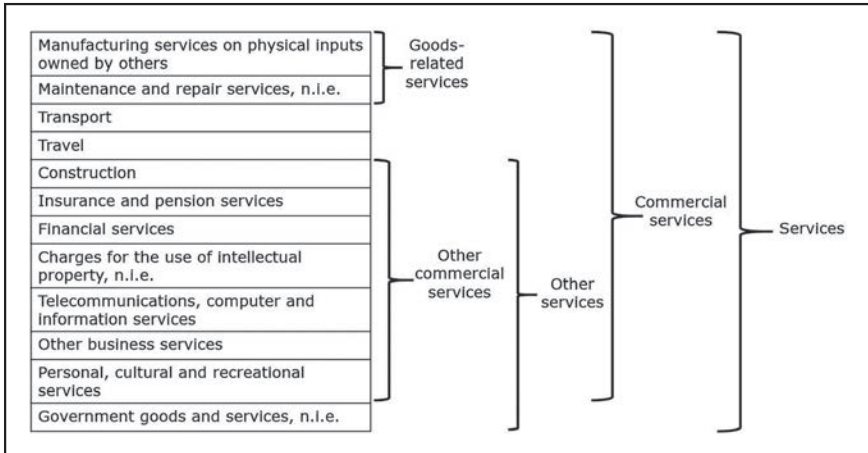 Manufacturing services on physical inputs
owned by others
Maintenance and repair services, n.i.e.
Transport
Travel
Construction
Insurance and pension services
Financial services
Charges for the use of intellectual
property, n.i.e.
Telecommunications, computer and
information services
Other business services
Personal, cultural and recreational
services
Government goods and services, n.i.e.
Goods-
related
services
Other
commercial
services
Other
services
Commercial
services
Services